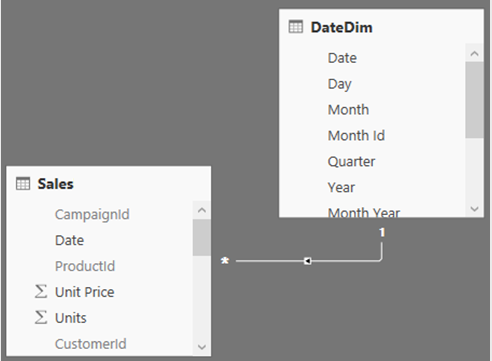 DateDim
Date
Day
Month
Month Id
Quarter
Year
Month Year
1
Sales
CampaignId
Date
ProductId
Σ Unit Price
Σ Units
CustomerId
*